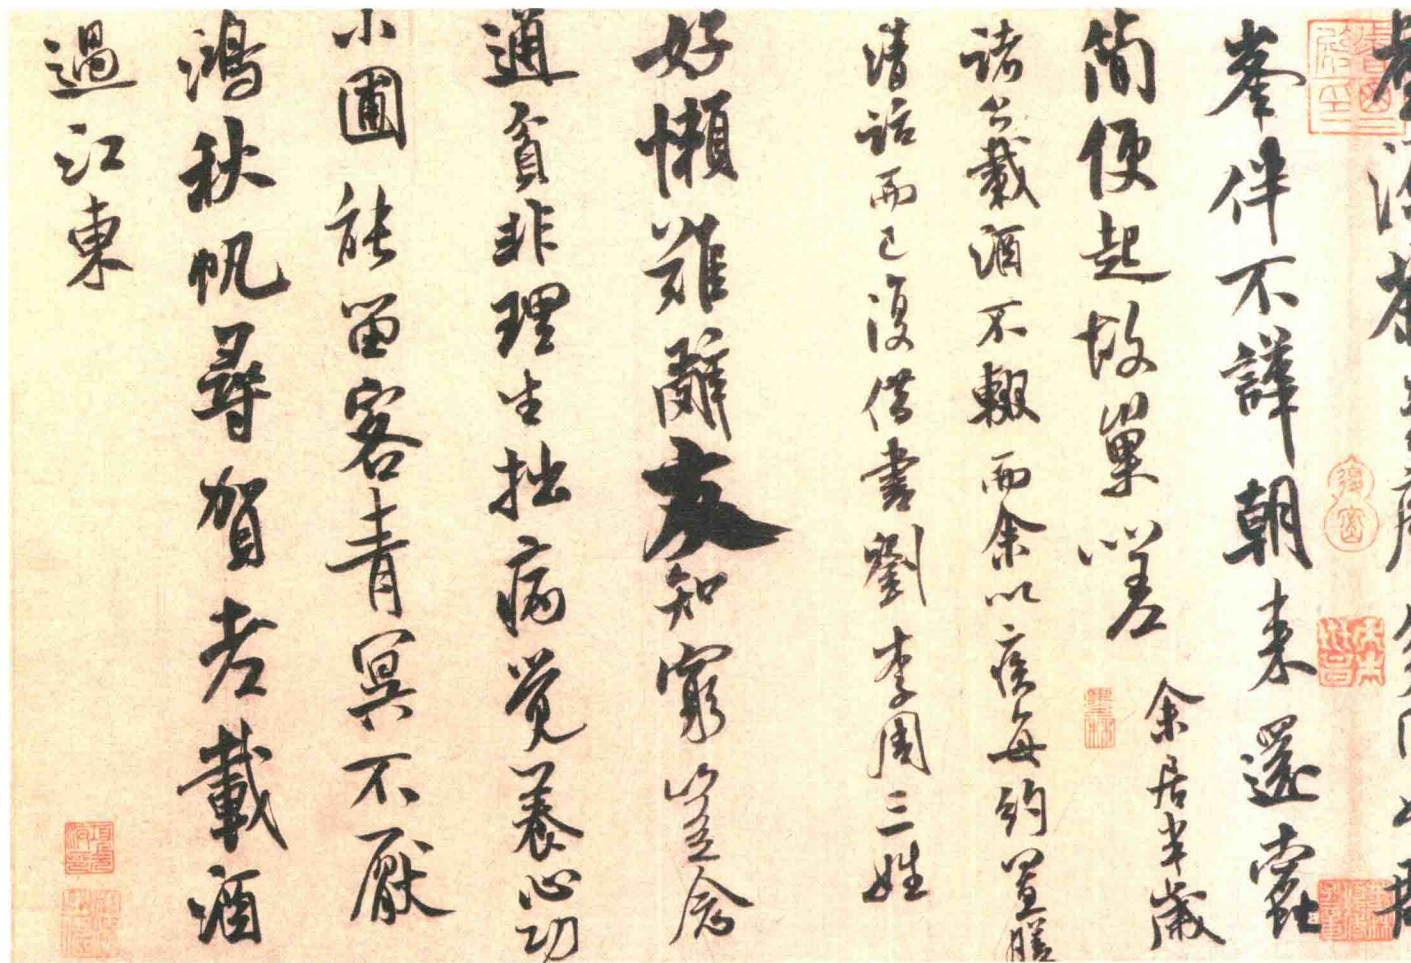 峯伴不譁朝来還蠹
簡便起故巢嗟 余居半歲
諸公載酒不輟而余以疾每約置膳
清話而已復借書劉李周三姓
好懶難辭友知窮豈念
通貧非理生拙病覺養心功
小圃能留客青冥不厭
鴻秋帆尋賀老載酒
過江東